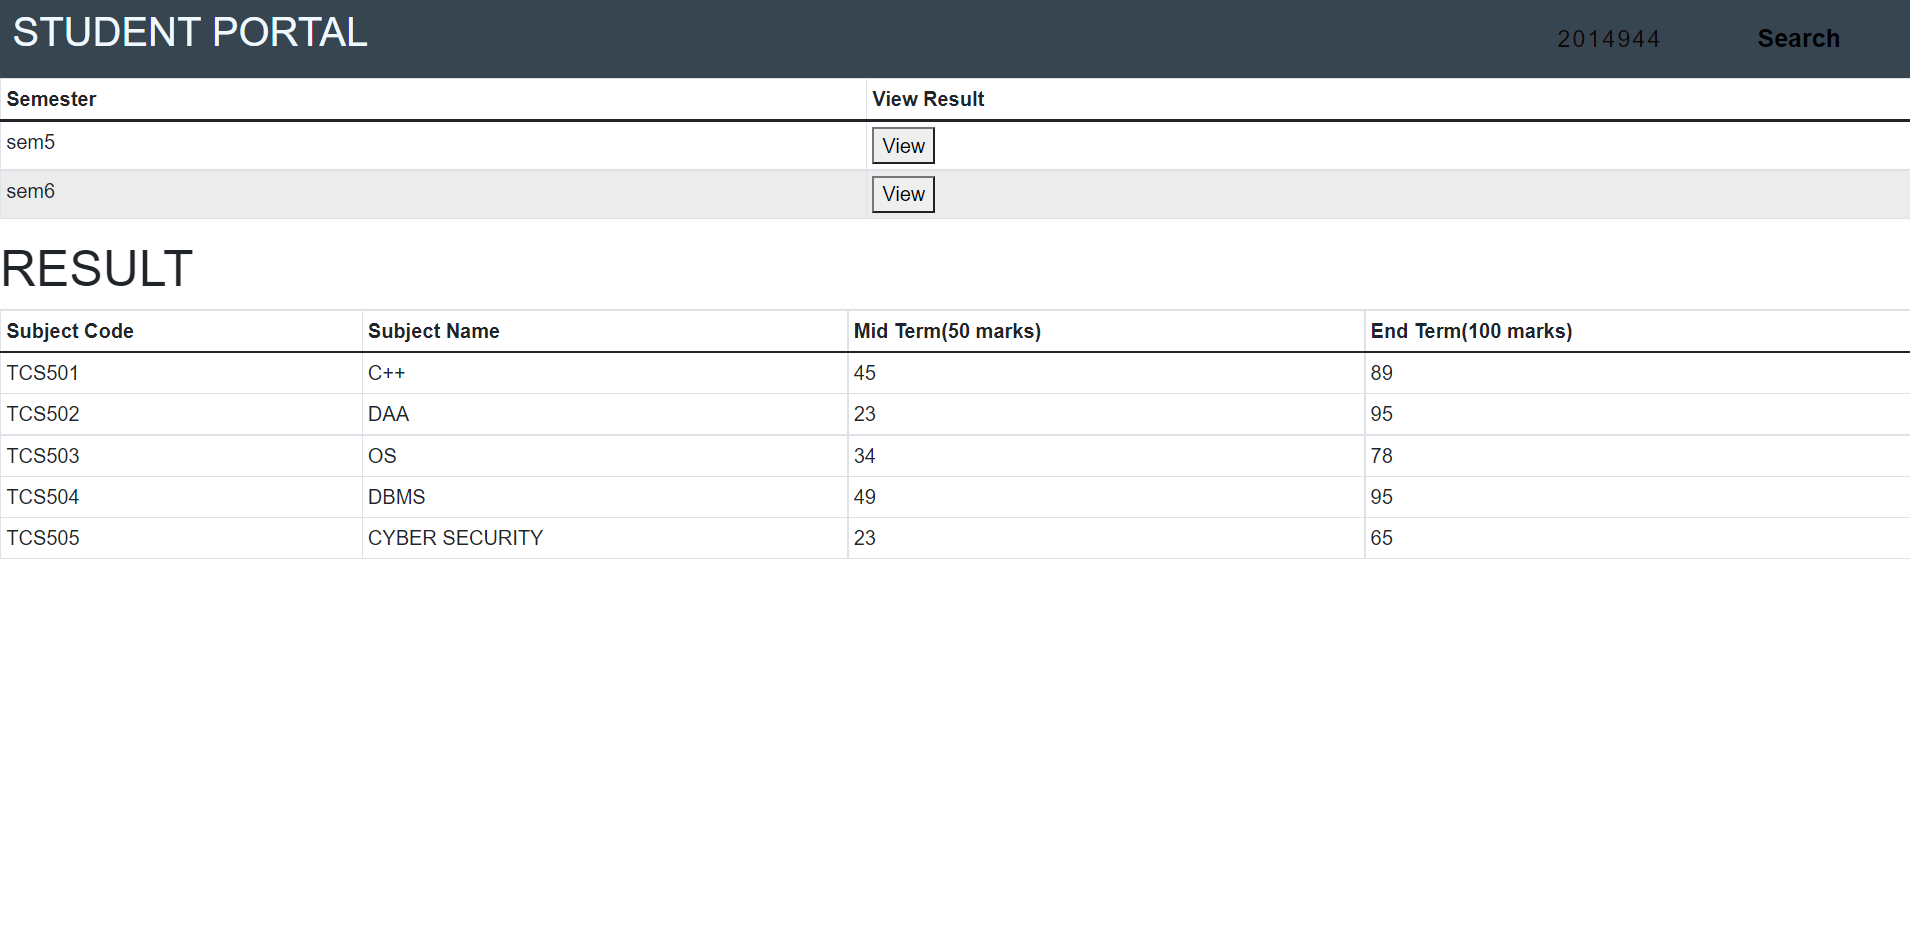 STUDENT PORTAL 2014944 Search
Semester View Result
sem5 View
sem6 View
RESULT
Subject Code Subject Name Mid Term(50 marks) End Term(100 marks)
TCS501 C++ 45 89
TCS502 DAA 23 95
TCS503 OS 34 78
TCS504 DBMS 49 95
TCS505 CYBER SECURITY 23 65